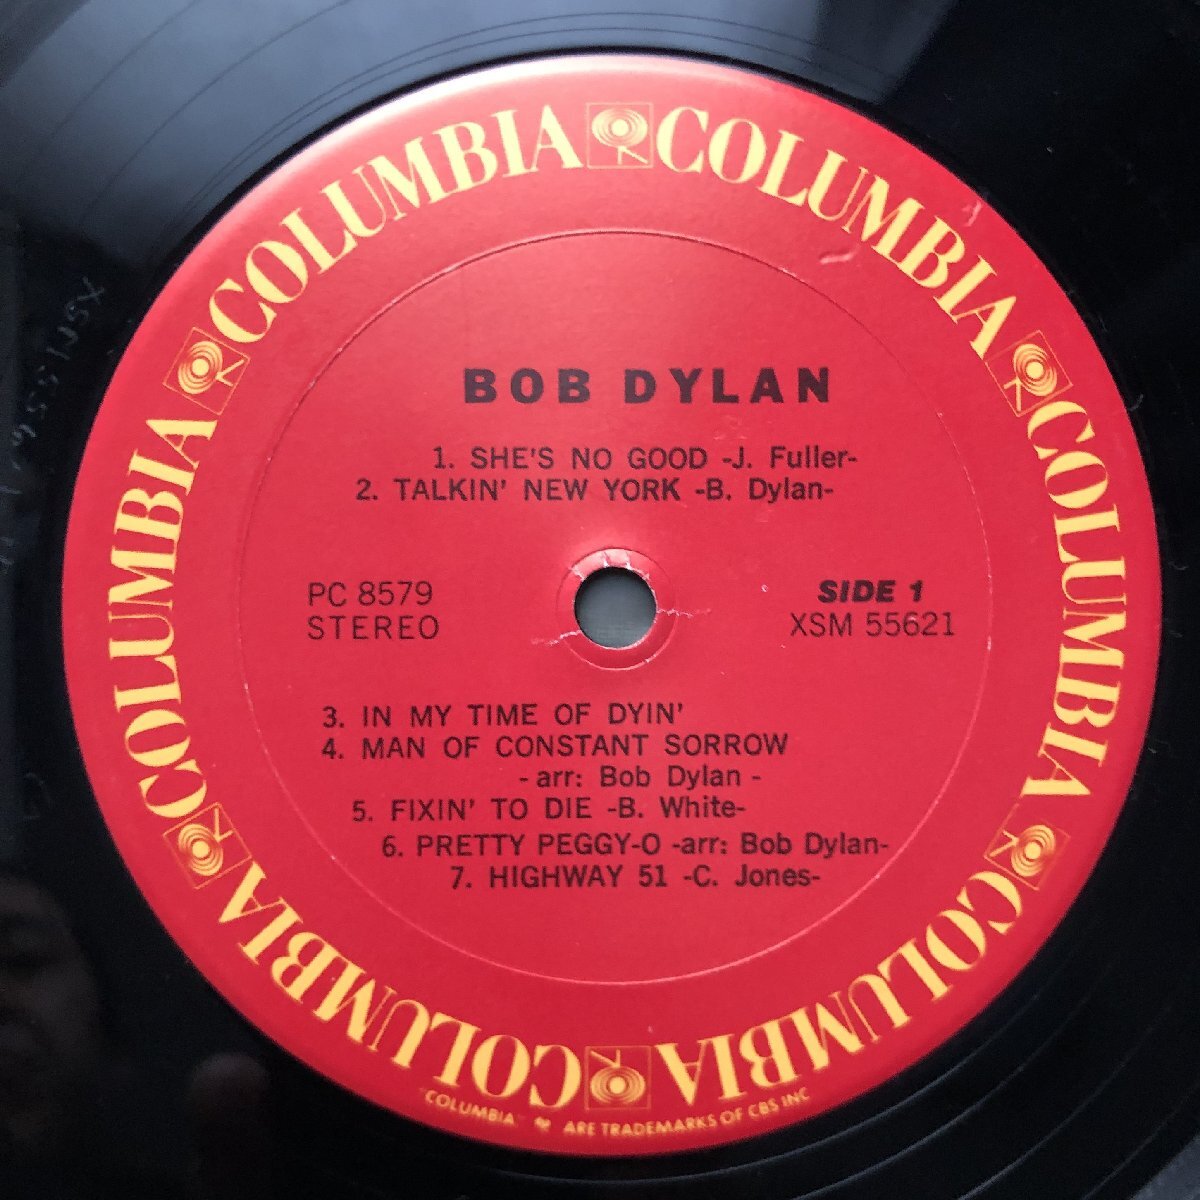 COLUMBIA COLUMBIA COLUMBIA COLUMBIA COLUMBIA COLUMBIA
BOB DYLAN
1. SHE'S NO GOOD -J. Fuller-
2. TALKIN' NEW YORK -B. Dylan-
PC 8579
STEREO
SIDE 1
XSM 55621
3. IN MY TIME OF DYIN'
4. MAN OF CONSTANT SORROW
- arr: Bob Dylan -
5. FIXIN' TO DIE -B. White-
6. PRETTY PEGGY-O -arr: Bob Dylan-
7. HIGHWAY 51 -C. Jones-
"COLUMBIA" ARE TRADEMARKS OF CBS INC